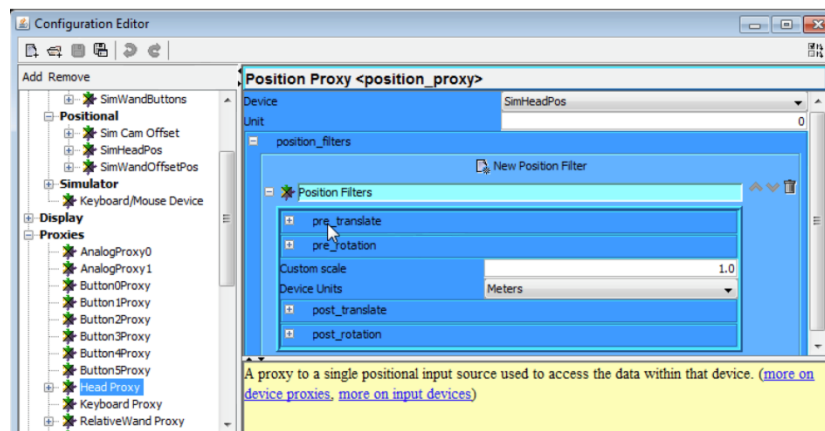 Configuration Editor
Add Remove
SimWandButtons
Positional
Sim Cam Offset
SimHeadPos
SimWandOffsetPos
Simulator
Keyboard/Mouse Device
Display
Proxies
AnalogProxy0
AnalogProxy1
Button0Proxy
Button1Proxy
Button2Proxy
Button3Proxy
Button4Proxy
Button5Proxy
Head Proxy
Keyboard Proxy
RelativeWand Proxy
Position Proxy <position_proxy>
Device SimHeadPos
Unit 0
position_filters
New Position Filter
Position Filters
pre_translate
pre_rotation
Custom scale 1.0
Device Units Meters
post_translate
post_rotation
A proxy to a single positional input source used to access the data within that device. (more on
device proxies, more on input devices)